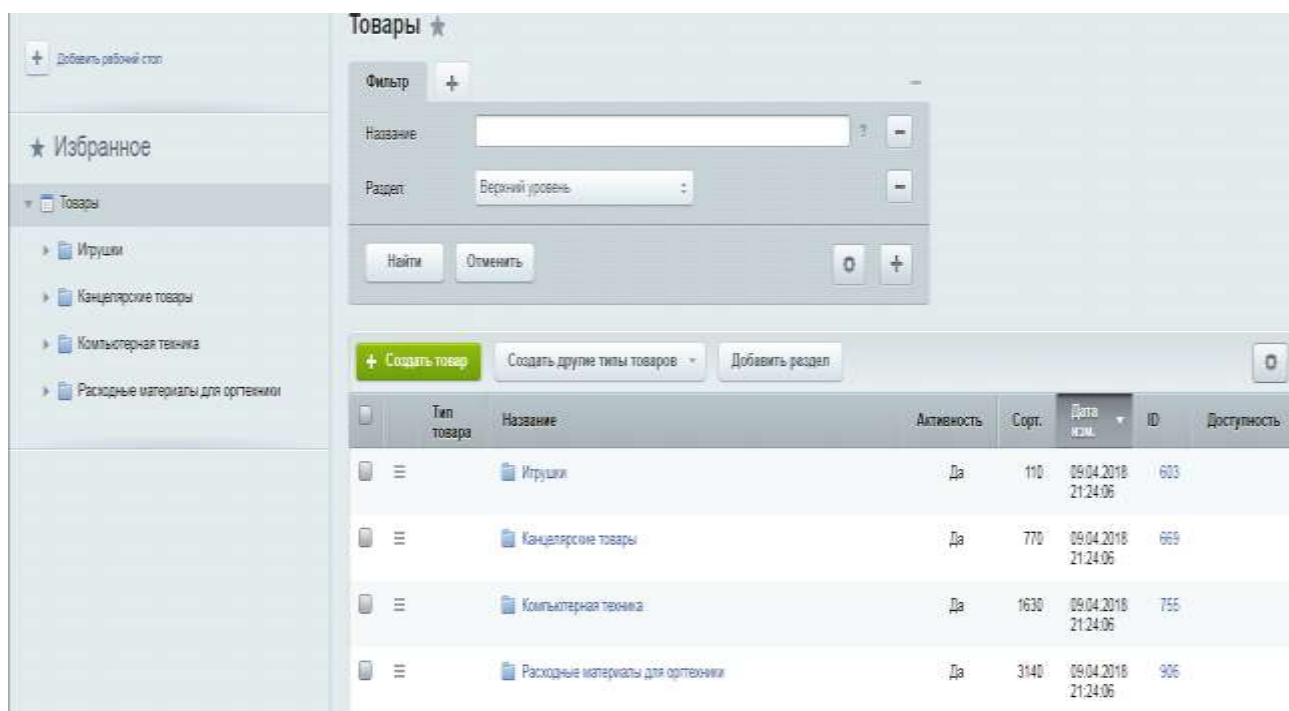 Товары
Добавить рабочий стол
Фильтр
Избранное
Название
?
Товары
Раздел:
Верхний уровень
Игрушки
Найти
Отменить
Канцелярские товары
Компьютерная техника
Создать товар
Создать другие типы товаров
Добавить раздел
Расходные материалы для оргтехники
Тип товара
Название
Активность
Сорт.
Дата изм.
ID
Доступность
Игрушки Да 110 09.04.2018 603
21:24:06
Канцелярские товары Да 770 09.04.2018 669
21:24:06
Компьютерная техника Да 1630 09.04.2018 755
21:24:06
Расходные материалы для оргтехники Да 3140 09.04.2018 906
21:24:06